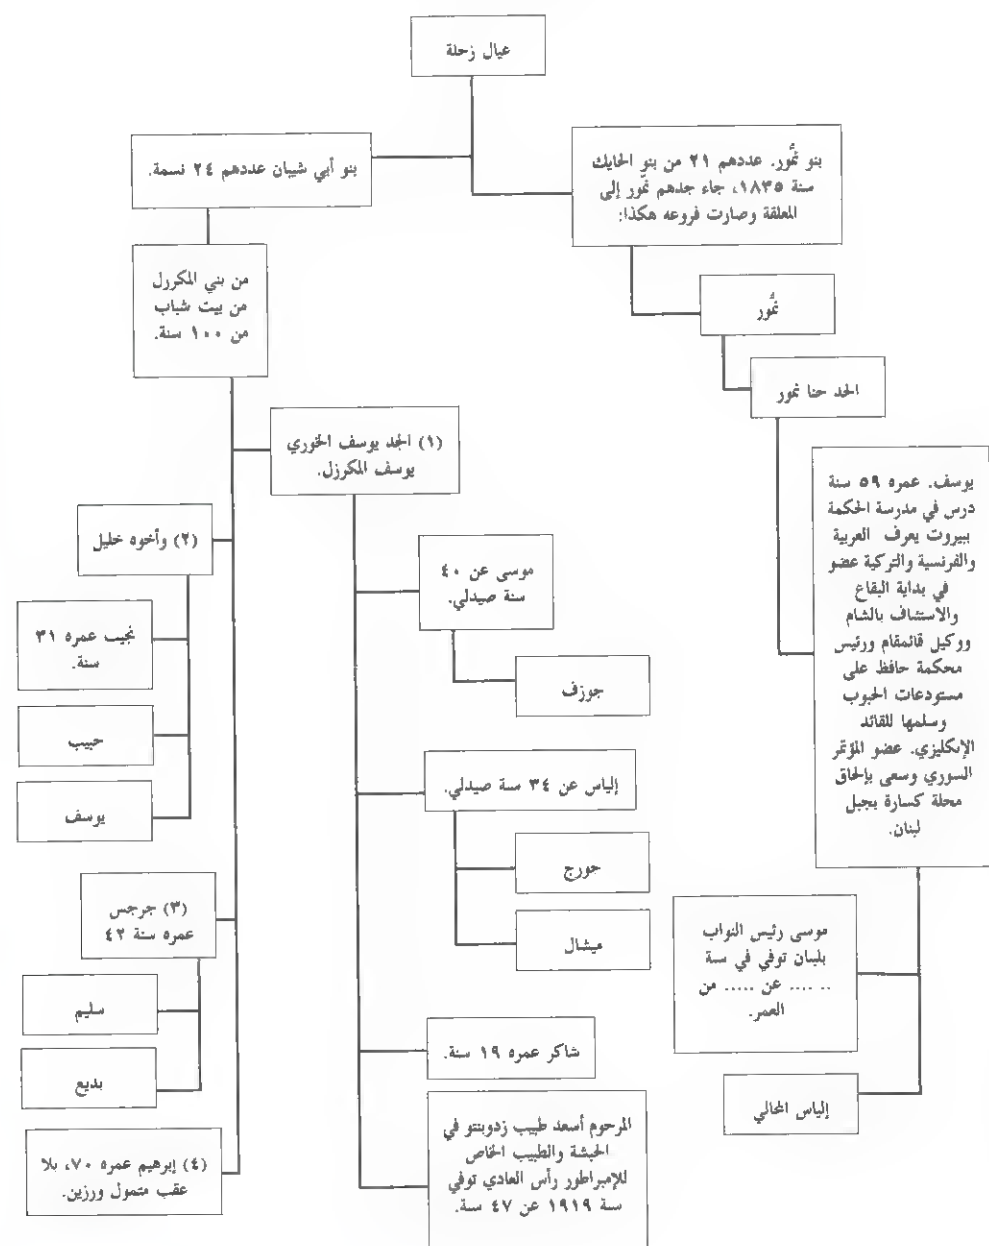 عيال زحلة
بنو نمُّور. عددهم ٢١ من بنو الحايك
سنة ١٨٣٥، جاء جدهم نمّور إلى
المعلقة وصارت فروعه هكذا:
نمُّور
الحد حنا نمور
يوسف. عمره ٥٩ سنة
درس في مدرسة الحكمة
ببيروت يعرف العربية
والفرنسية والتركية عضو
في بداية البقاع
والاستئناف بالشام
ووكيل قائمقام ورئيس
محكمة حافظ على
مستودعات الحبوب
وسلمها للقائد
الإنكليزي. عضو المؤتمر
السوري وسعى بإلحاق
محلة كسارة بجبل
لبنان.
موسى رئيس النواب
بلبنان توفي في سنة
.. .... عن ..... من
العمر.
إلياس المحالي
بنو أبي شيبان عددهم ٢٤ نسمة.
من بني المكرزل
من بيت شباب
من ١٠٠ سنة.
(١) الجد يوسف الخوري
يوسف المكرزل.
موسى عن ٤٠
سنة صيدلي.
جوزف
إلياس عن ٣٤ سنة صيدلي.
جورج
ميشال
شاكر عمره ١٩ سنة.
المرحوم أسعد طبيب زدوبنتو في
الحبشة والطبيب الخاص
للإمبراطور رأس العادي توفي
سنة ١٩١٩ عن ٤٧ سنة.
(٢) وأخوه خليل
نجيب عمره ٣١
سنة.
حبيب
يوسف
(٣) جرجس
عمره سنة ٤٢
سليم
بديع
(٤) إبرهيم عمره ٧٠، بلا
عقب متمول ورزين.